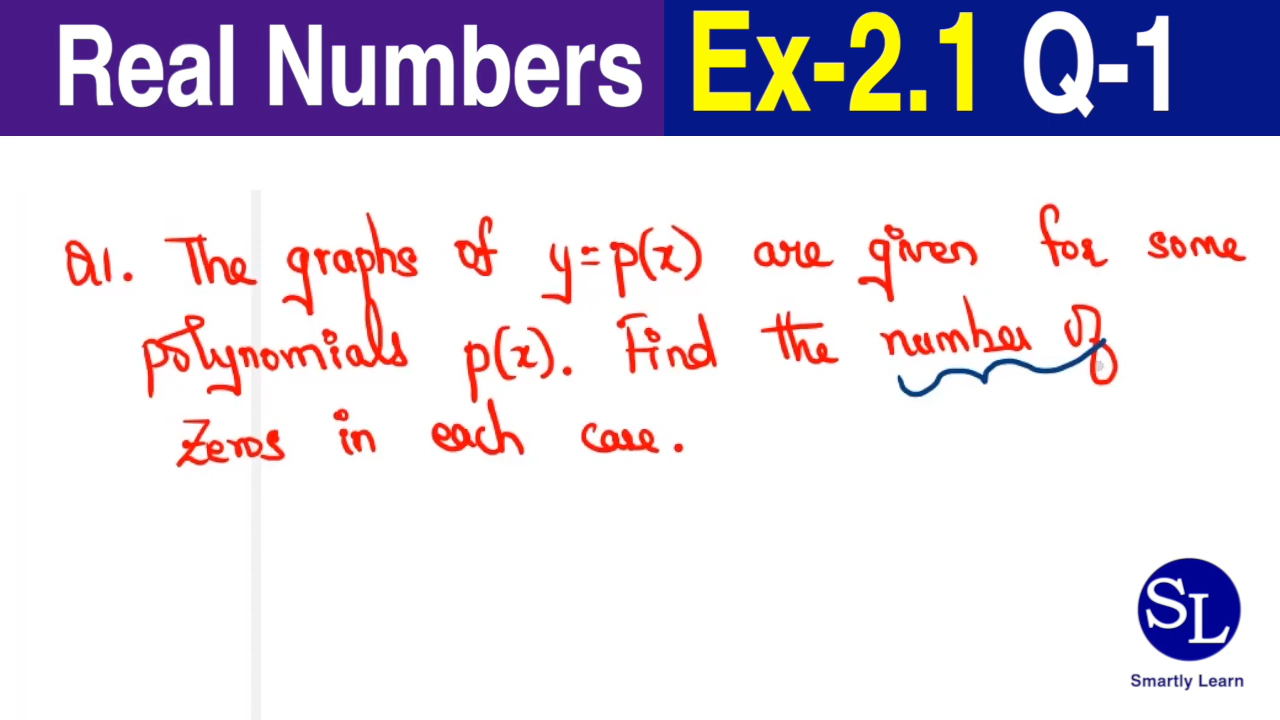 Real Numbers Ex-2.1 Q-1
Q1. The graphs of y=p(x) are given for some
polynomials p(x). Find the number of
Zeros in each case.
SL
Smartly Learn